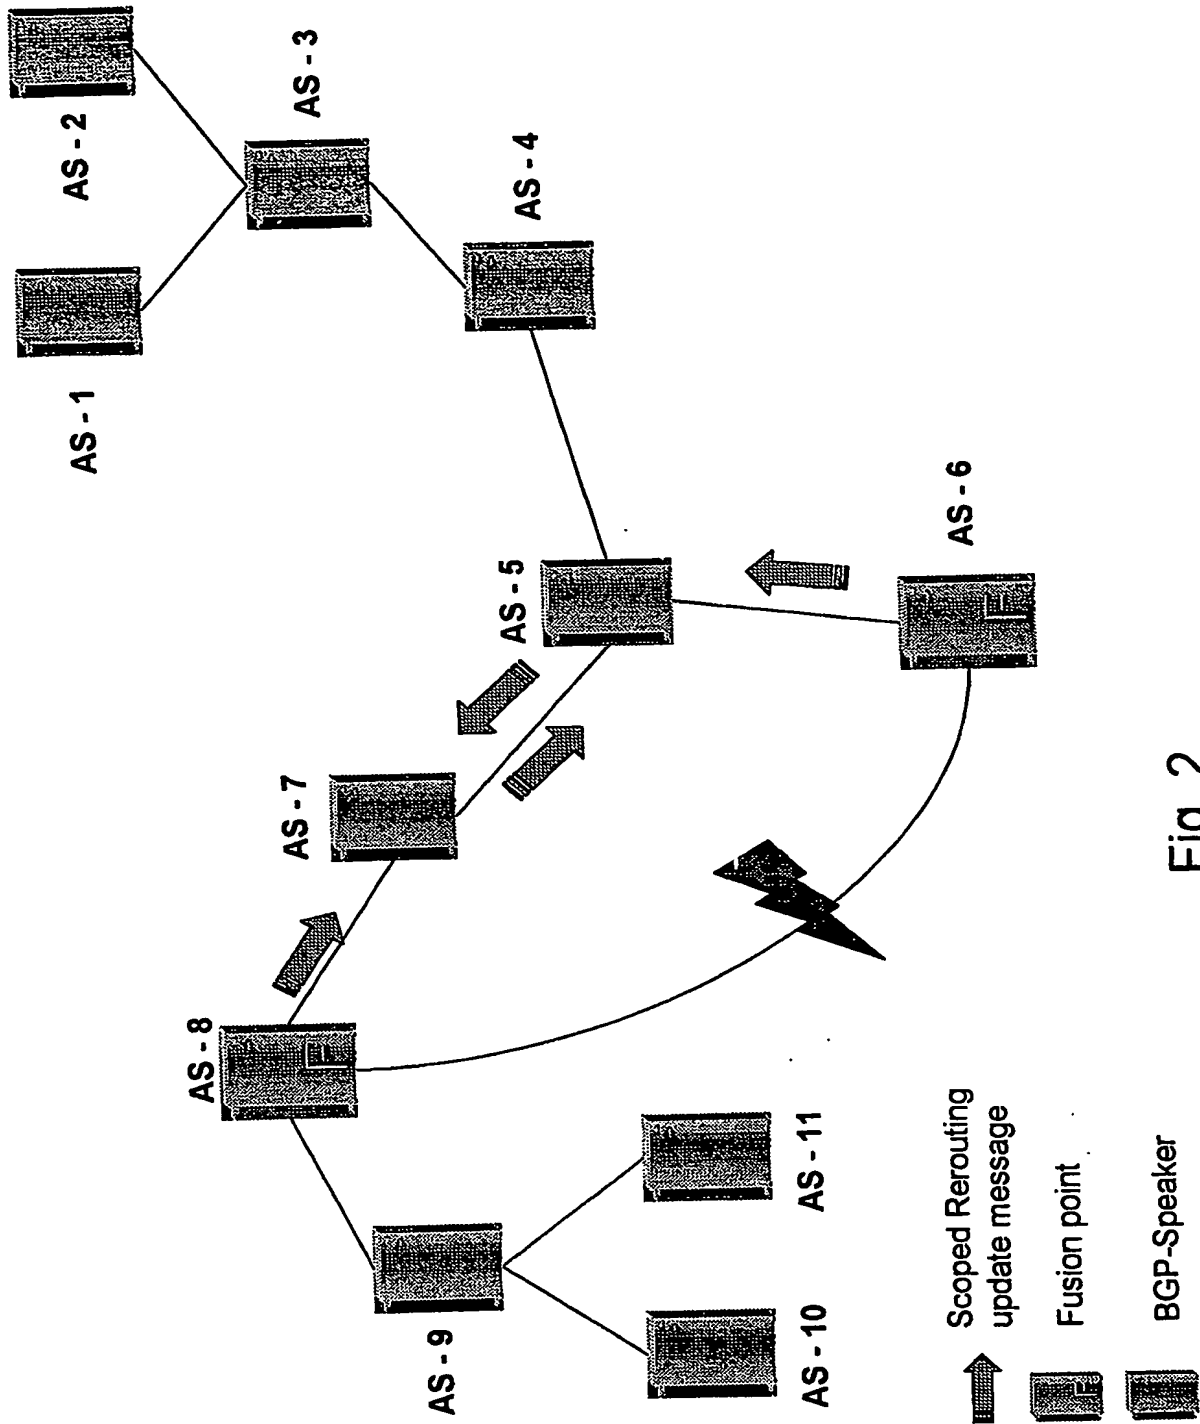 AS - 8
AS - 7
AS - 5
AS - 1
AS - 2
AS - 3
AS - 4
AS - 9
F
F
AS - 6
AS - 10
AS - 11
Scoped Rerouting
update message
F
Fusion point
BGP-Speaker
Fig. 2